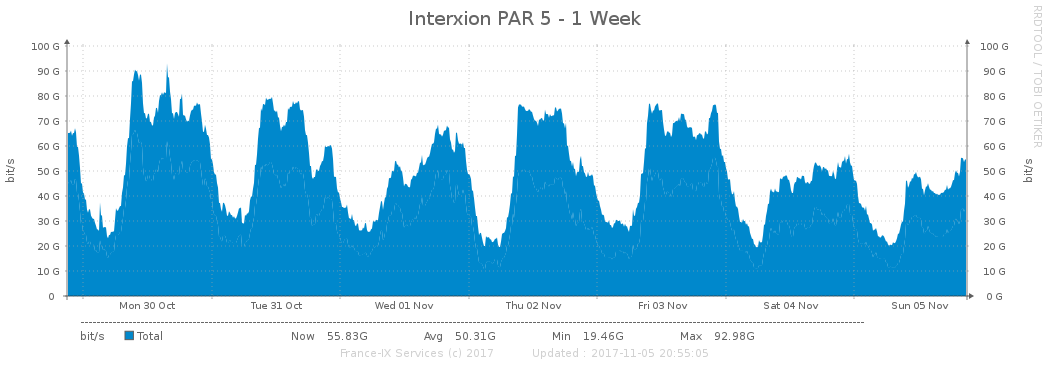 Interxion PAR 5 - 1 Week
RRDTOOL / TOBI OETIKER
bit/s
100 G 100 G
90 G 90 G
80 G 80 G
70 G 70 G
60 G 60 G
50 G 50 G
40 G 40 G
30 G 30 G
20 G 20 G
10 G 10 G
0 0 G
bit/s
Mon 30 Oct Tue 31 Oct Wed 01 Nov Thu 02 Nov Fri 03 Nov Sat 04 Nov Sun 05 Nov
bit/s Total Now 55.83G Avg 50.31G Min 19.46G Max 92.98G
France-IX Services (c) 2017 Updated : 2017-11-05 20:55:05